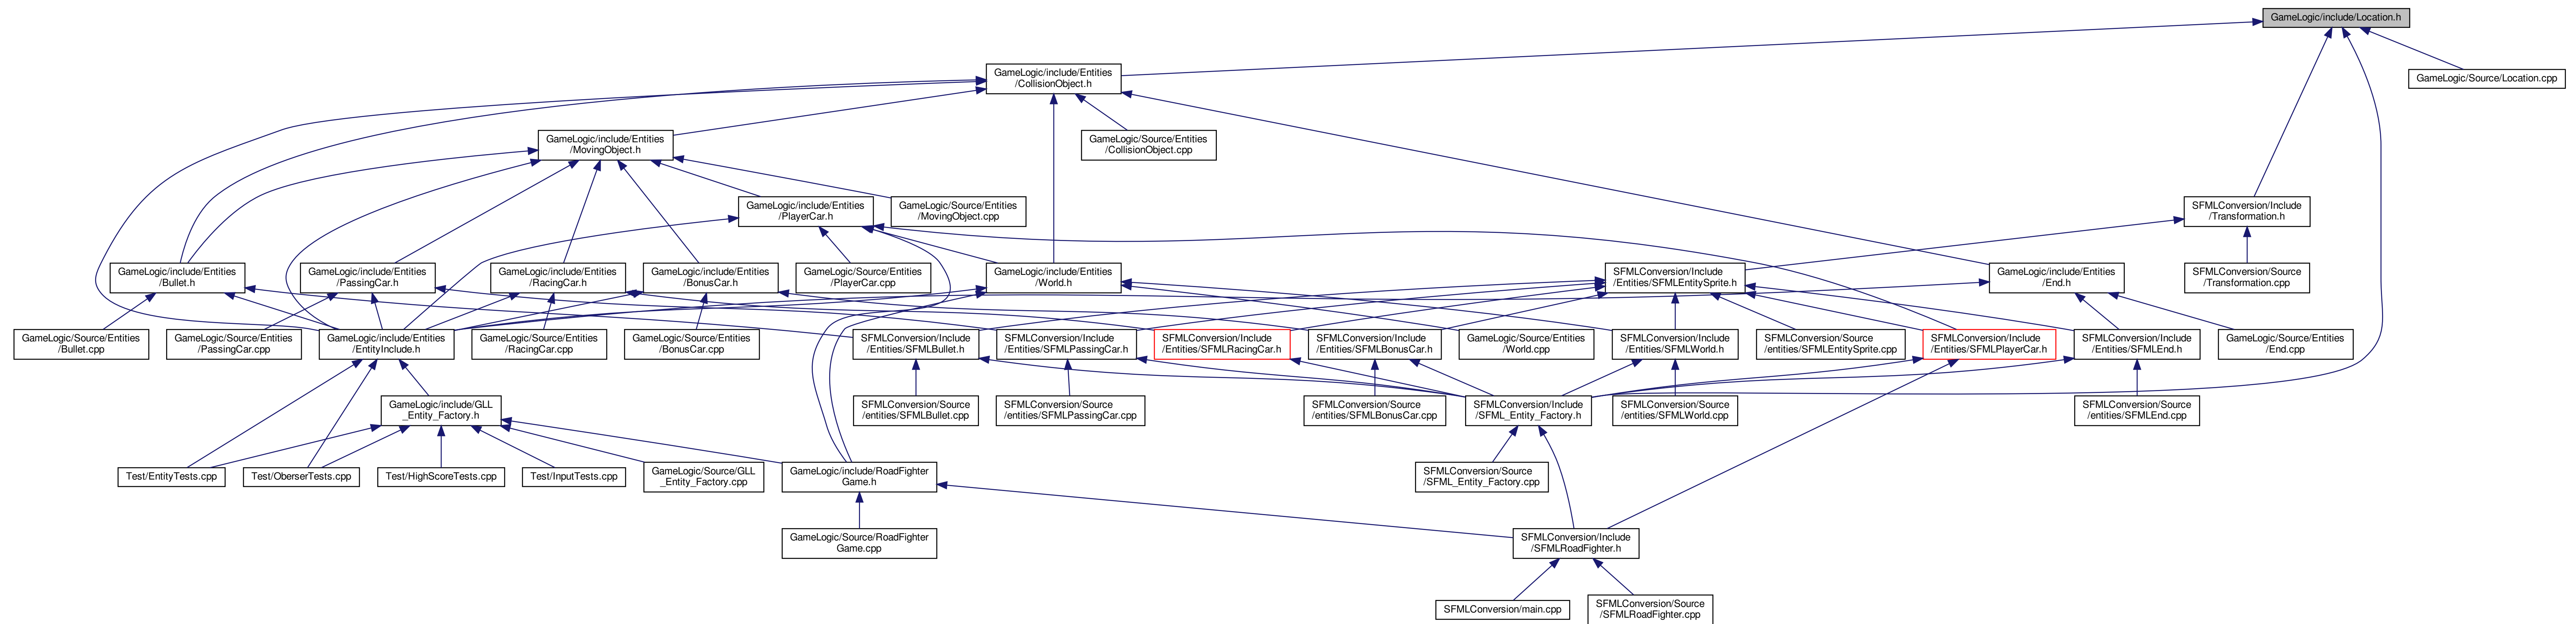 GameLogic/include/Location.h
GameLogic/include/Entities
/CollisionObject.h
GameLogic/Source/Location.cpp
GameLogic/include/Entities
/MovingObject.h
GameLogic/Source/Entities
/CollisionObject.cpp
GameLogic/include/Entities
/PlayerCar.h
GameLogic/Source/Entities
/MovingObject.cpp
SFMLConversion/Include
/Transformation.h
GameLogic/include/Entities
/Bullet.h
GameLogic/include/Entities
/PassingCar.h
GameLogic/include/Entities
/RacingCar.h
GameLogic/include/Entities
/BonusCar.h
GameLogic/Source/Entities
/PlayerCar.cpp
GameLogic/include/Entities
/World.h
SFMLConversion/Include
/Entities/SFMLEntitySprite.h
GameLogic/include/Entities
/End.h
SFMLConversion/Source
/Transformation.cpp
GameLogic/Source/Entities
/Bullet.cpp
GameLogic/Source/Entities
/PassingCar.cpp
GameLogic/include/Entities
/EntityInclude.h
GameLogic/Source/Entities
/RacingCar.cpp
GameLogic/Source/Entities
/BonusCar.cpp
SFMLConversion/Include
/Entities/SFMLBullet.h
SFMLConversion/Include
/Entities/SFMLPassingCar.h
SFMLConversion/Include
/Entities/SFMLRacingCar.h
SFMLConversion/Include
/Entities/SFMLBonusCar.h
GameLogic/Source/Entities
/World.cpp
SFMLConversion/Include
/Entities/SFMLWorld.h
SFMLConversion/Source
/entities/SFMLEntitySprite.cpp
SFMLConversion/Include
/Entities/SFMLPlayerCar.h
SFMLConversion/Include
/Entities/SFMLEnd.h
GameLogic/Source/Entities
/End.cpp
GameLogic/include/GLL
_Entity_Factory.h
SFMLConversion/Source
/entities/SFMLBullet.cpp
SFMLConversion/Source
/entities/SFMLPassingCar.cpp
SFMLConversion/Source
/entities/SFMLBonusCar.cpp
SFMLConversion/Include
/SFML_Entity_Factory.h
SFMLConversion/Source
/entities/SFMLWorld.cpp
SFMLConversion/Source
/entities/SFMLEnd.cpp
Test/EntityTests.cpp
Test/OberserTests.cpp
Test/HighScoreTests.cpp
Test/InputTests.cpp
GameLogic/Source/GLL
_Entity_Factory.cpp
GameLogic/include/RoadFighter
Game.h
SFMLConversion/Source
/SFML_Entity_Factory.cpp
GameLogic/Source/RoadFighter
Game.cpp
SFMLConversion/Include
/SFMLRoadFighter.h
SFMLConversion/main.cpp
SFMLConversion/Source
/SFMLRoadFighter.cpp